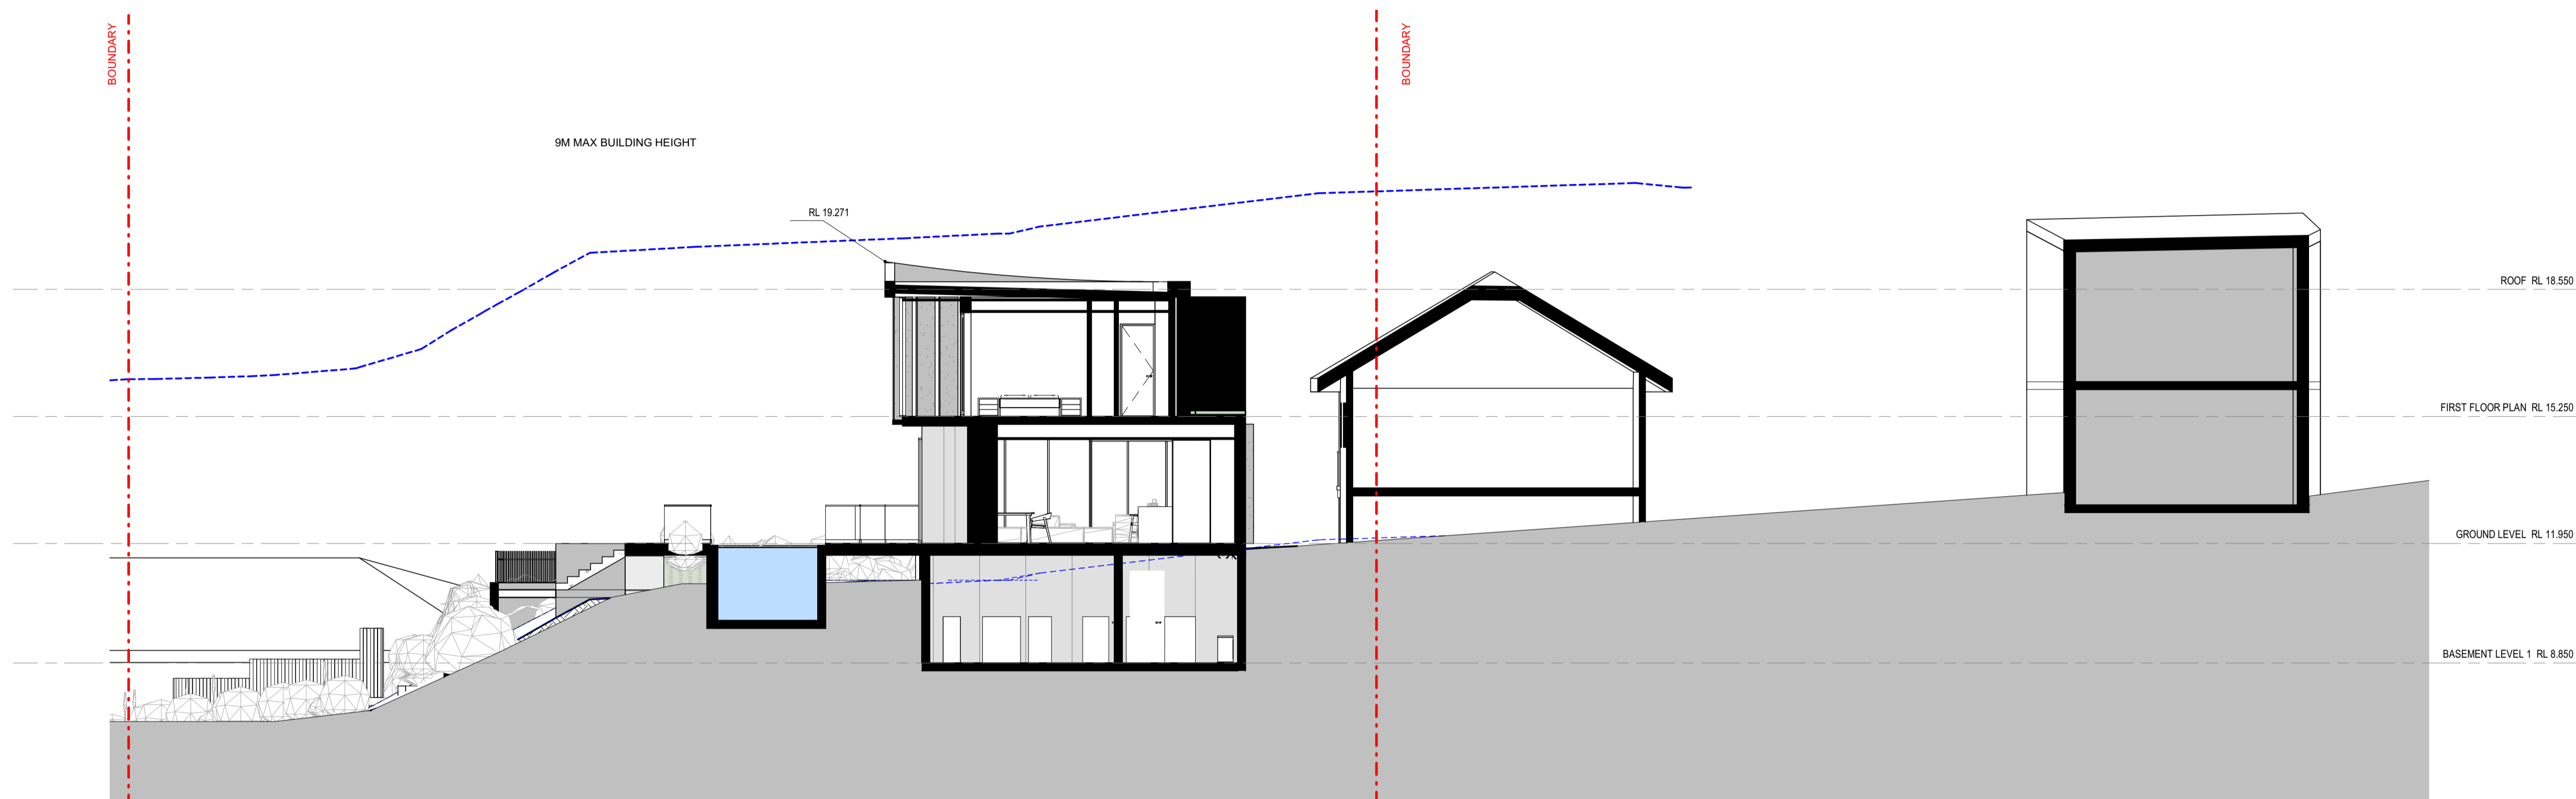 BOUNDARY
BOUNDARY
9M MAX BUILDING HEIGHT
RL 19.271
ROOF RL 18.550
FIRST FLOOR PLAN RL 15.250
GROUND LEVEL RL 11.950
BASEMENT LEVEL 1 RL 8.850